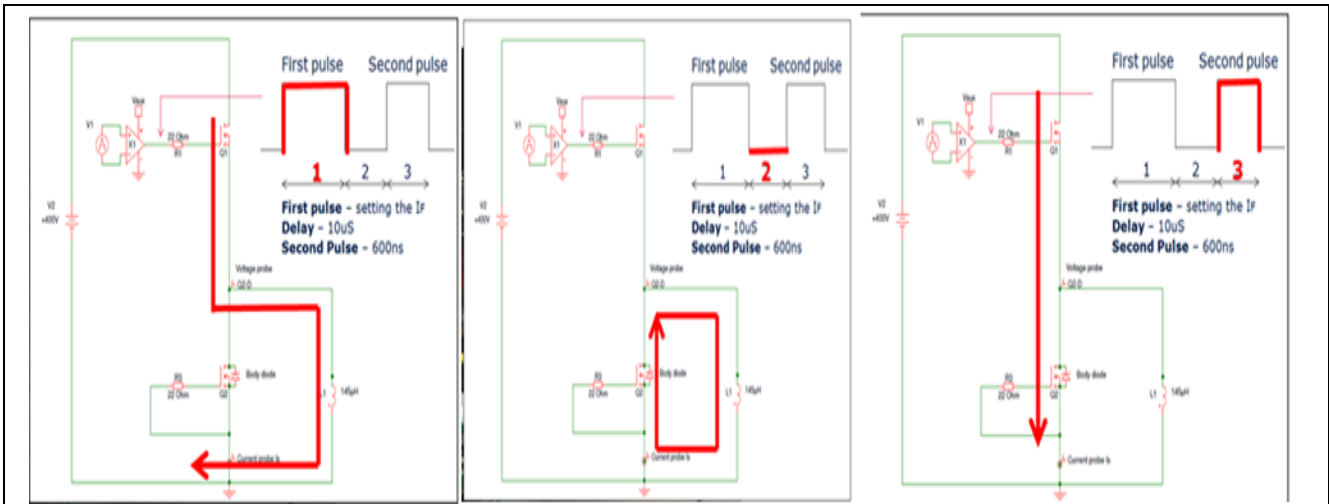 First pulse Second pulse
Vaux
V1
X1
22 Ohm
R1
Q1
1 2 3
First pulse – setting the IF
Delay – 10uS
Second Pulse – 600ns
V2
+400V
Voltage probe
Q2-D
R3
22 Ohm
Body diode
Q2
L1
145µH
Current probe Is
First pulse Second pulse
Vaux
V1
X1
22 Ohm
R1
Q1
1 2 3
First pulse – setting the IF
Delay – 10uS
Second Pulse – 600ns
V2
+400V
Voltage probe
Q2-D
R3
22 Ohm
Body diode
Q2
L1
145µH
Current probe Is
First pulse Second pulse
Vaux
V1
X1
22 Ohm
R1
Q1
1 2 3
First pulse – setting the IF
Delay – 10uS
Second Pulse – 600ns
V2
+400V
Voltage probe
Q2-D
R3
22 Ohm
Body diode
Q2
L1
145µH
Current probe Is